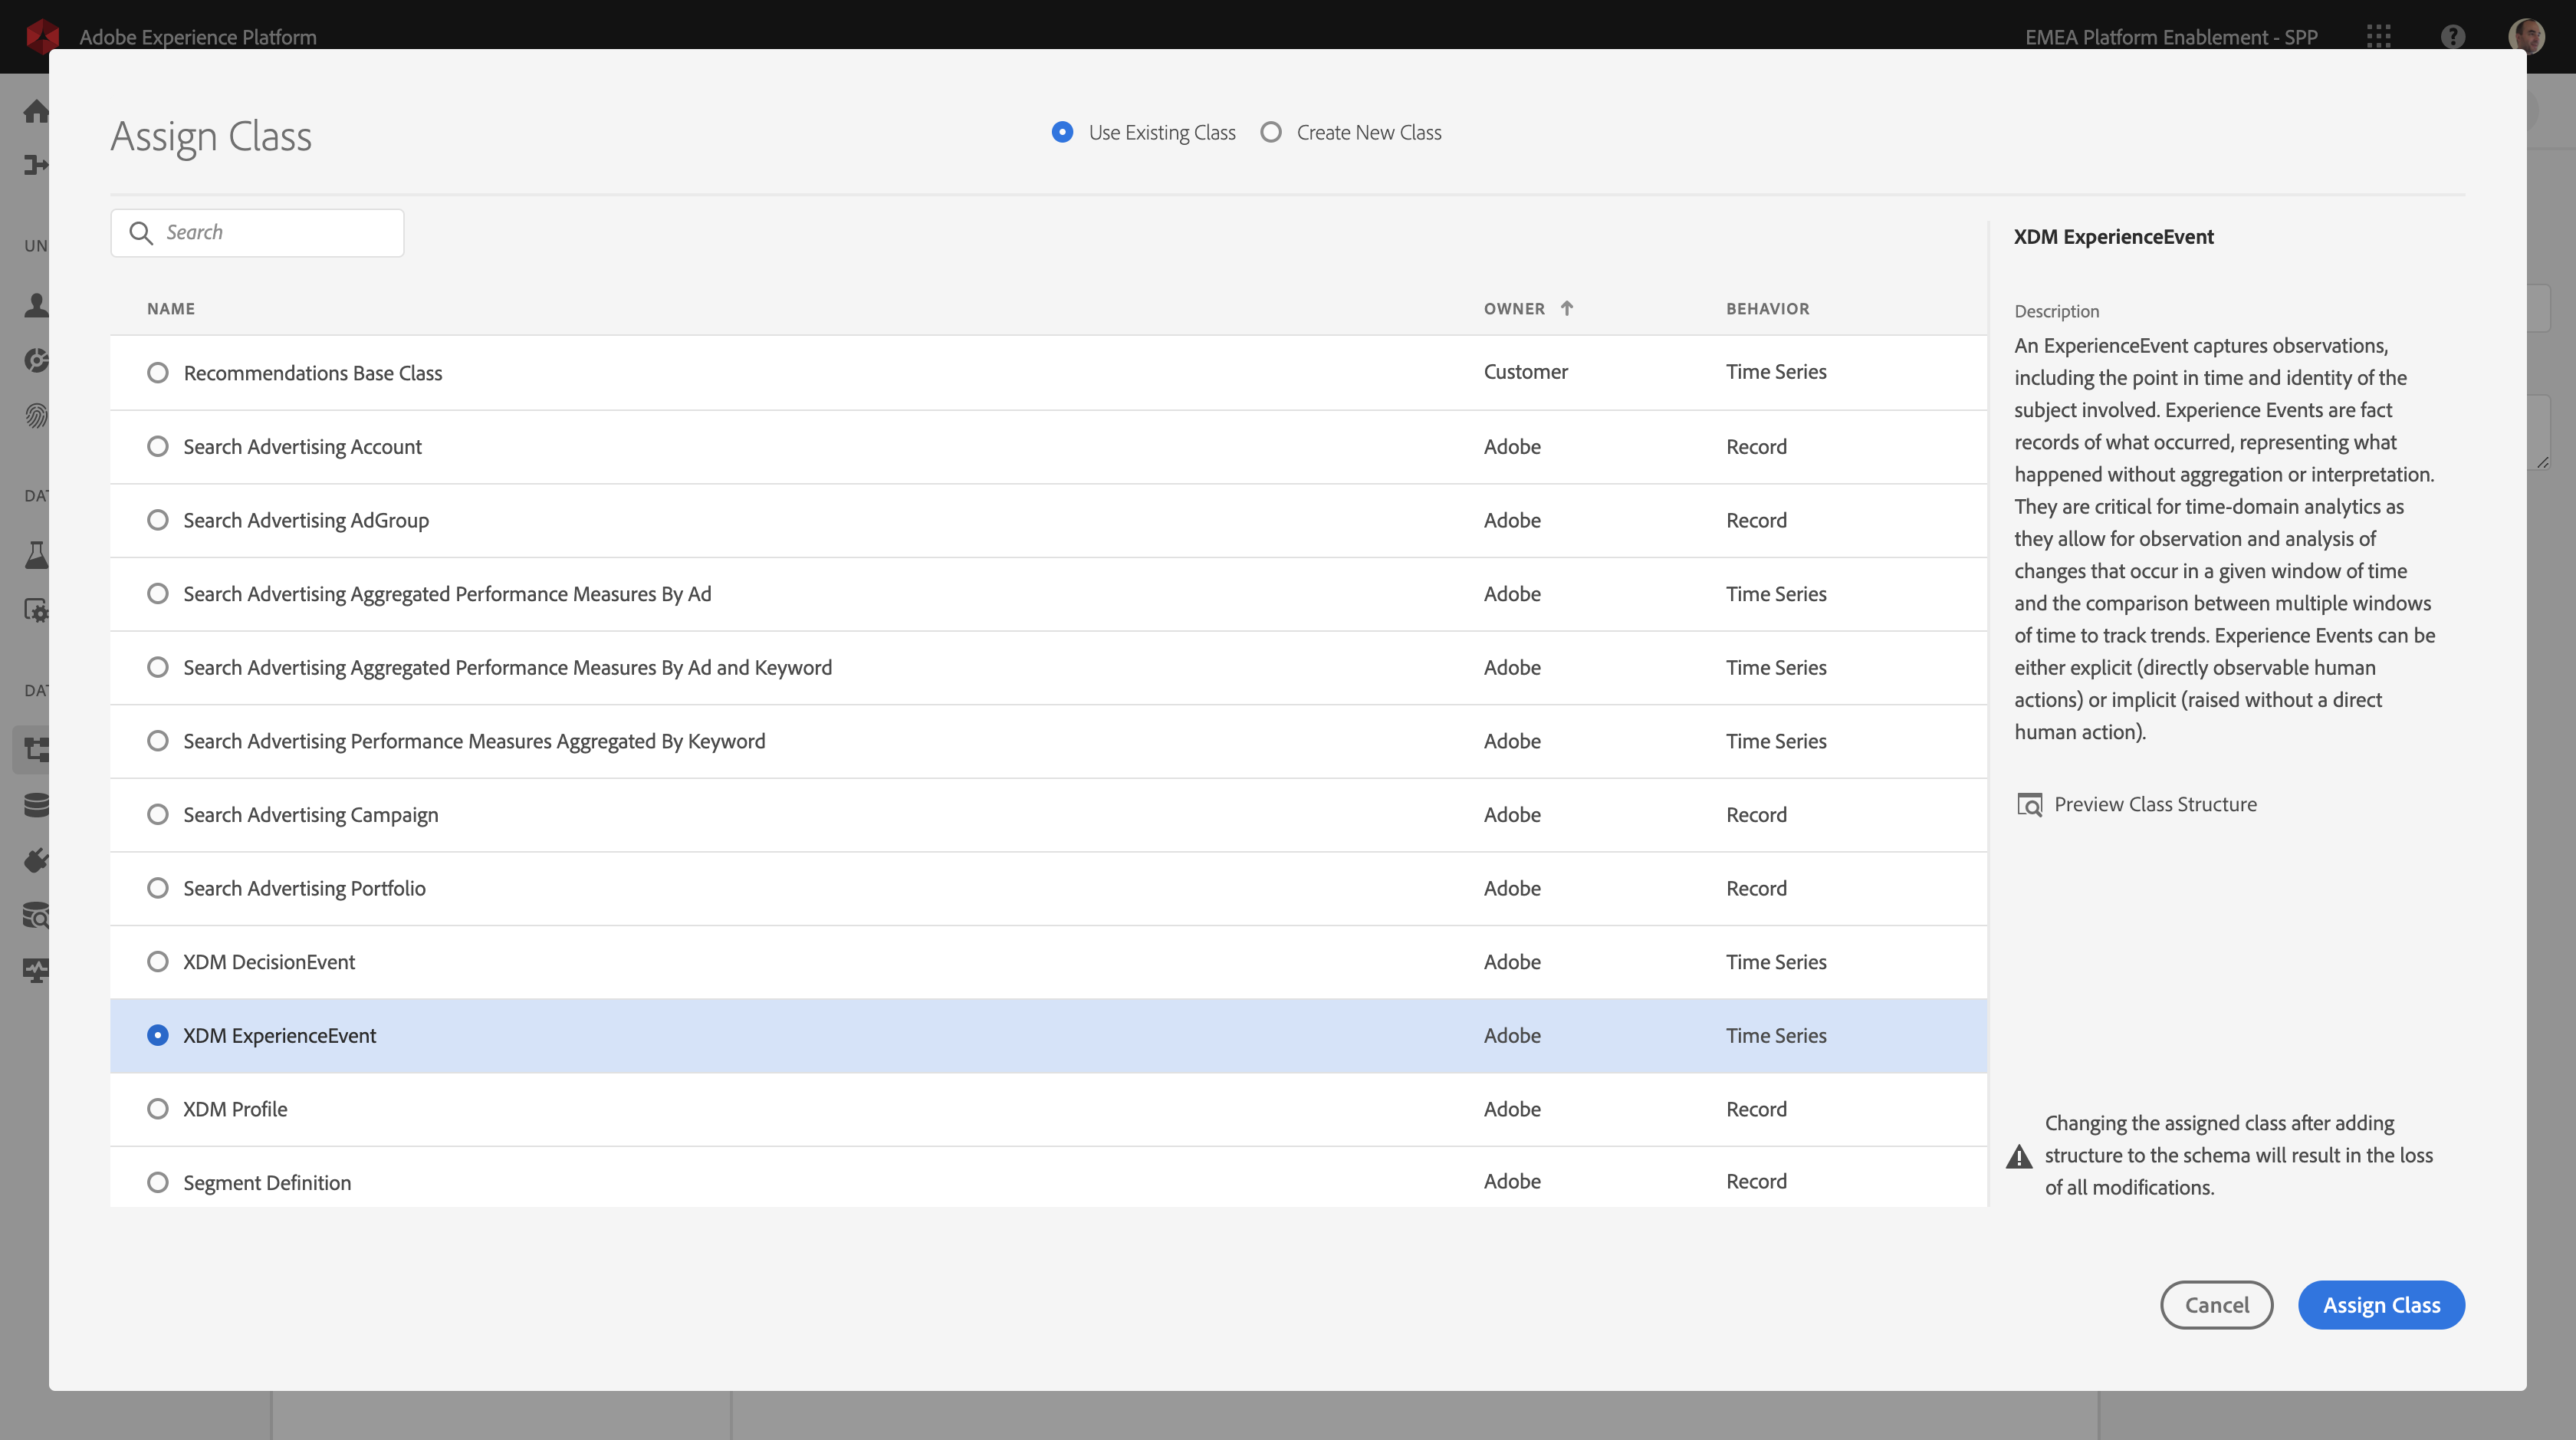 Adobe Experience Platform
EMEA Platform Enablement - SPP
Assign Class
Use Existing Class
Create New Class
Search
NAME OWNER BEHAVIOR
Recommendations Base Class Customer Time Series
Search Advertising Account Adobe Record
Search Advertising AdGroup Adobe Record
Search Advertising Aggregated Performance Measures By Ad Adobe Time Series
Search Advertising Aggregated Performance Measures By Ad and Keyword Adobe Time Series
Search Advertising Performance Measures Aggregated By Keyword Adobe Time Series
Search Advertising Campaign Adobe Record
Search Advertising Portfolio Adobe Record
XDM DecisionEvent Adobe Time Series
XDM ExperienceEvent Adobe Time Series
XDM Profile Adobe Record
Segment Definition Adobe Record
XDM ExperienceEvent
Description
An ExperienceEvent captures observations,
including the point in time and identity of the
subject involved. Experience Events are fact
records of what occurred, representing what
happened without aggregation or interpretation.
They are critical for time-domain analytics as
they allow for observation and analysis of
changes that occur in a given window of time
and the comparison between multiple windows
of time to track trends. Experience Events can be
either explicit (directly observable human
actions) or implicit (raised without a direct
human action).
Preview Class Structure
Changing the assigned class after adding
structure to the schema will result in the loss
of all modifications.
Cancel
Assign Class
UN
DAT
DAT